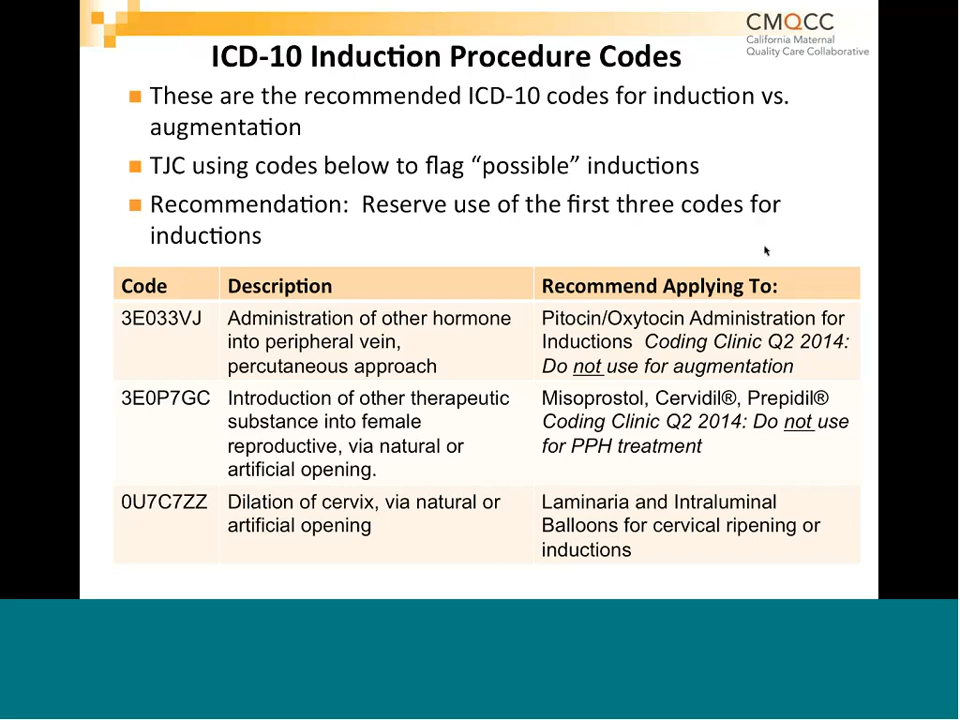 CMQCC
California Maternal
Quality Care Collaborative
ICD-10 Induction Procedure Codes
These are the recommended ICD-10 codes for induction vs.
augmentation
TJC using codes below to flag “possible” inductions
Recommendation:  Reserve use of the first three codes for
inductions
Code Description Recommend Applying To:
3E033VJ
Administration of other hormone
into peripheral vein,
percutaneous approach
Pitocin/Oxytocin Administration for
Inductions  Coding Clinic Q2 2014:
Do not use for augmentation
3E0P7GC
Introduction of other therapeutic
substance into female
reproductive, via natural or
artificial opening.
Misoprostol, Cervidil®, Prepidil®
Coding Clinic Q2 2014: Do not use
for PPH treatment
0U7C7ZZ
Dilation of cervix, via natural or
artificial opening
Laminaria and Intraluminal
Balloons for cervical ripening or
inductions